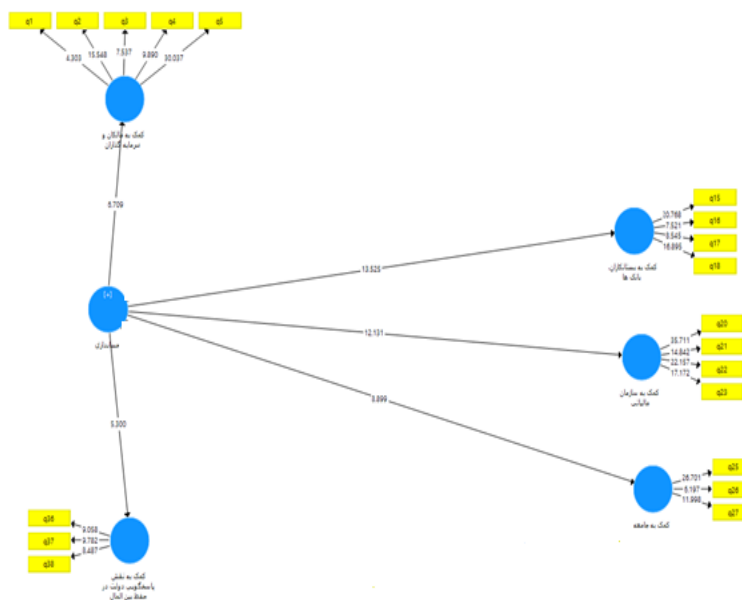 q1
q2
q3
q4
q5
4.303
15.548
7.537
9.890
30.037
کمک به مالکان و
سرمایه گذاران
6.709
q15
q16
q17
q18
20.768
7.521
8.545
16.895
کمک به بستانکاران،
بانک ها
13.525
[+]
حسابداری
12.131
q20
q21
q22
q23
35.711
14.842
22.157
17.172
کمک به سازمان
مالیاتی
8.899
5.300
q25
q26
q27
26.701
6.197
11.998
کمک به جامعه
q36
q37
q38
9.058
9.782
8.487
کمک به نقش
پاسخگویی دولت در
حفظ بین المال